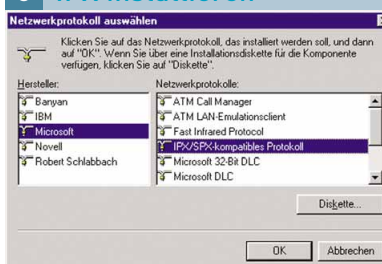 Netzwerkprotokoll auswählen
Klicken Sie auf das Netzwerkprotokoll, das installiert werden soll, und dann
auf "OK". Wenn Sie über eine Installationsdiskette für die Komponente
verfügen, klicken Sie auf "Diskette".
Hersteller:
Banyan
IBM
Microsoft
Novell
Robert Schlabbach
Netzwerkprotokolle:
ATM Call Manager
ATM LAN-Emulationsclient
Fast Infrared Protocol
IPX/SPX-kompatibles Protokoll
Microsoft 32-Bit DLC
Microsoft DLC
Diskette...
OK
Abbrechen